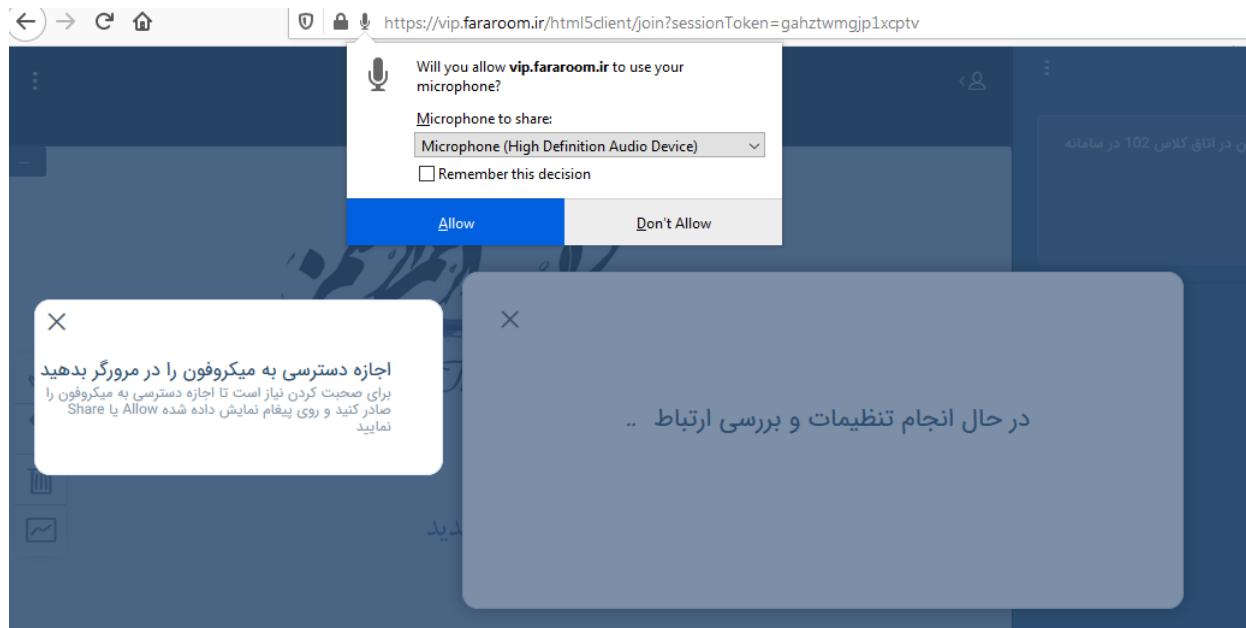 https://vip.fararoom.ir/html5client/join?sessionToken=gahztwmgjp1xcptv
Will you allow vip.fararoom.ir to use your
microphone?
Microphone to share:
Microphone (High Definition Audio Device)
Remember this decision
Allow
Don't Allow
در اتاق کلاس 102 در سامانه
اجازه دسترسی به میکروفون را در مرورگر بدهید
برای صحبت کردن نیاز است تا اجازه دسترسی به میکروفون را
صادر کنید و روی پیغام نمایش داده شده Allow یا Share
نمایید
در حال انجام تنظیمات و بررسی ارتباط ..